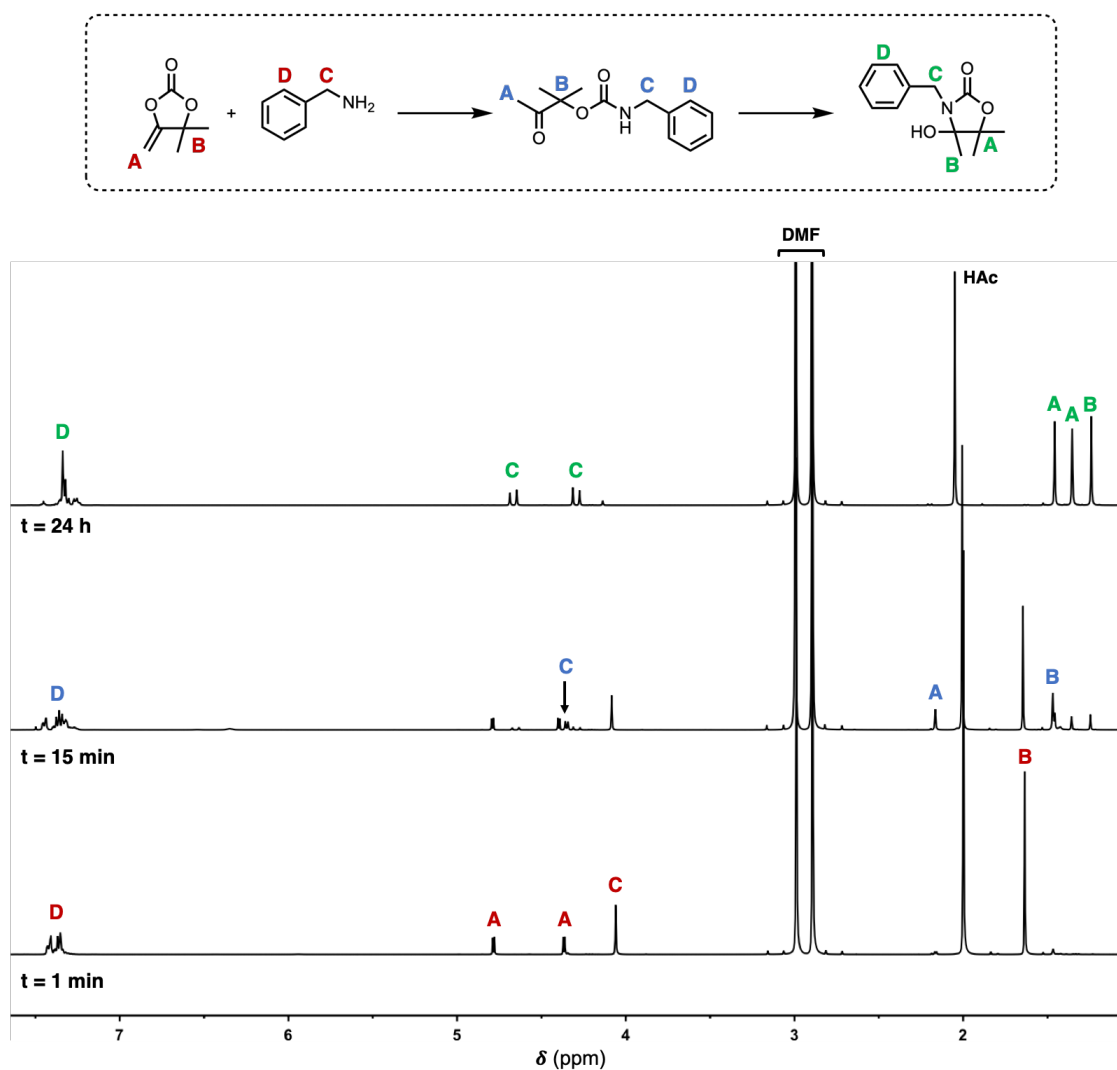 D C A B C D D C
O O O + NH2 O O N H O N O O HO
A B B A
DMF
HAc
D C C A A B
t = 24 h
D C A B
t = 15 min
D A A C B
t = 1 min
7 6 5 4 3 2
δ (ppm)